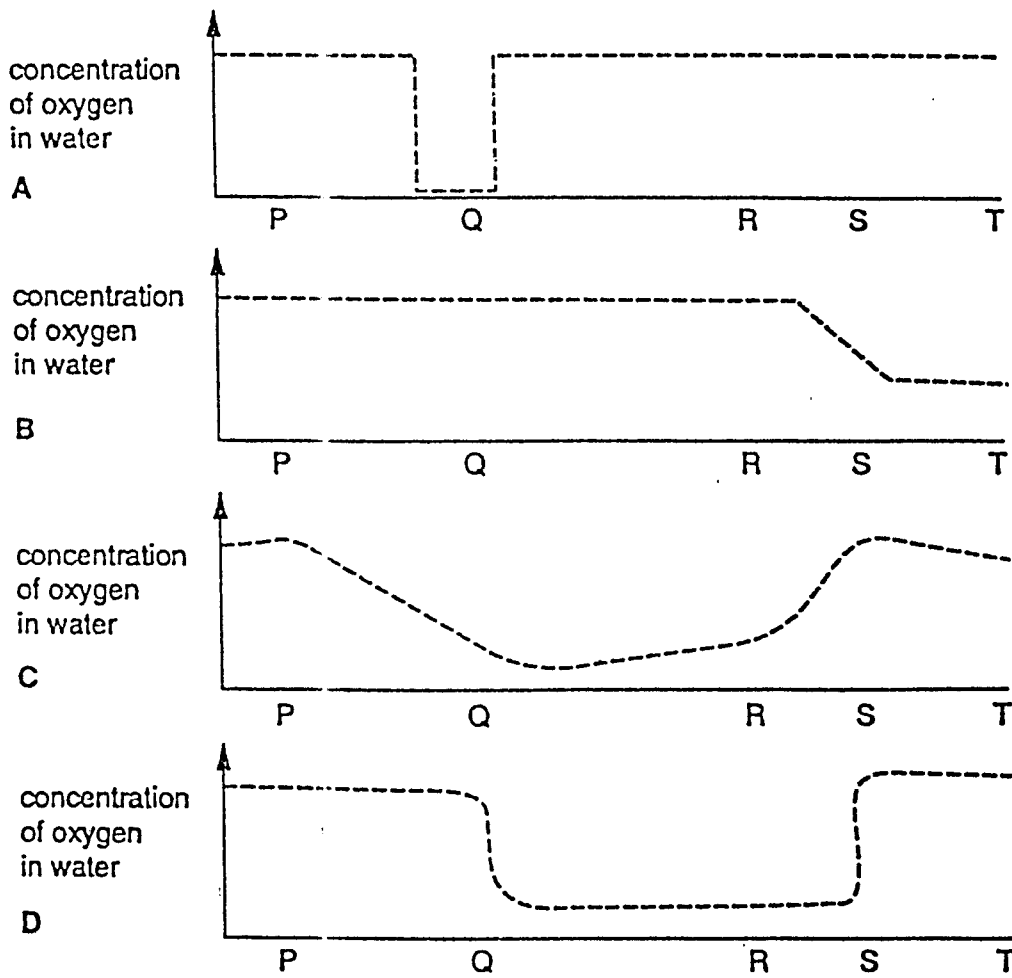 concentration
of oxygen
in water
A
P Q R S T
concentration
of oxygen
in water
B
P Q R S T
concentration
of oxygen
in water
C
P Q R S T
concentration
of oxygen
in water
D
P Q R S T